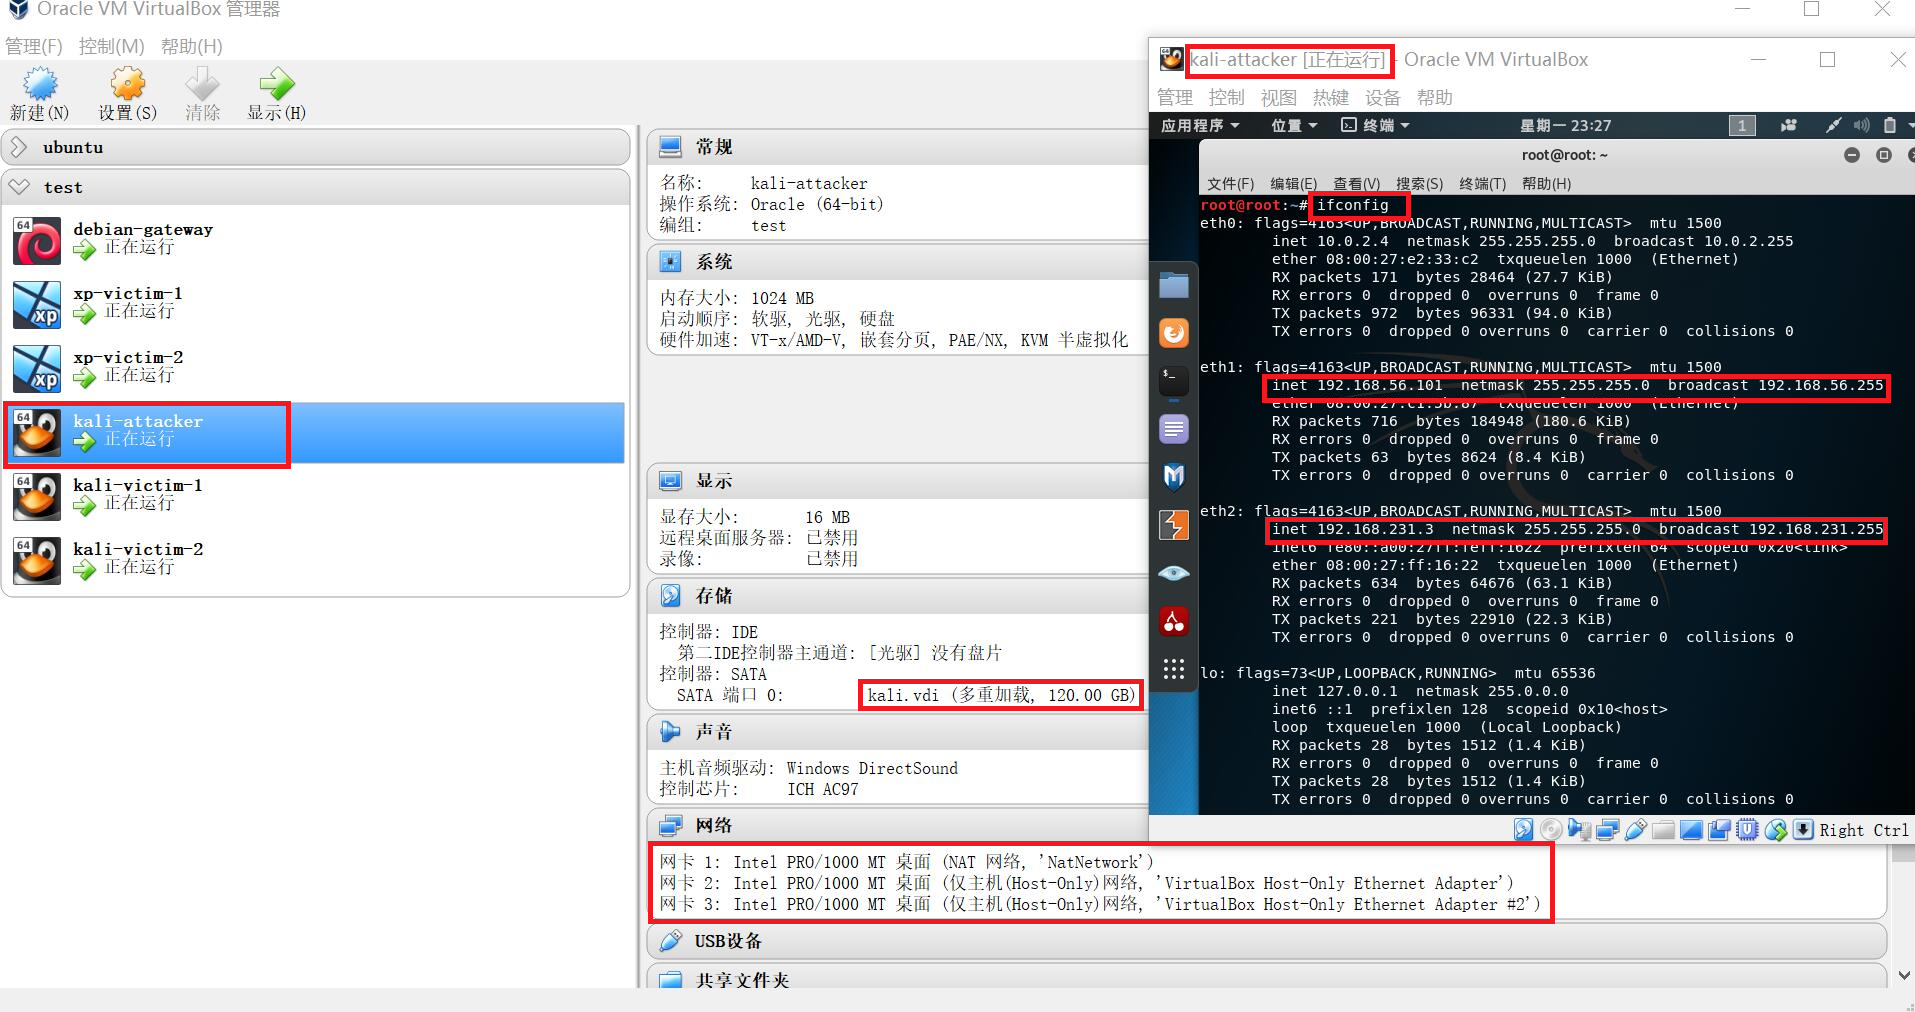 Oracle VM VirtualBox 管理器
管理(F) 控制(M) 帮助(H)
新建(N) 设置(S) 清除 显示(H)
ubuntu
test
64
debian-gateway
正在运行
xp
xp-victim-1
正在运行
xp
xp-victim-2
正在运行
64
kali-attacker
正在运行
64
kali-victim-1
正在运行
64
kali-victim-2
正在运行
常规
名称: kali-attacker
操作系统: Oracle (64-bit)
编组: test
系统
内存大小: 1024 MB
启动顺序: 软驱, 光驱, 硬盘
硬件加速: VT-x/AMD-V, 嵌套分页, PAE/NX, KVM 半虚拟化
显示
显存大小: 16 MB
远程桌面服务器: 已禁用
录像: 已禁用
存储
控制器: IDE
第二IDE控制器主通道: [光驱] 没有盘片
控制器: SATA
SATA 端口 0: kali.vdi (多重加载, 120.00 GB)
声音
主机音频驱动: Windows DirectSound
控制芯片: ICH AC97
网络
网卡 1: Intel PRO/1000 MT 桌面 (NAT 网络, 'NatNetwork')
网卡 2: Intel PRO/1000 MT 桌面 (仅主机(Host-Only)网络, 'VirtualBox Host-Only Ethernet Adapter')
网卡 3: Intel PRO/1000 MT 桌面 (仅主机(Host-Only)网络, 'VirtualBox Host-Only Ethernet Adapter #2')
USB设备
共享文件夹
kali-attacker [正在运行] - Oracle VM VirtualBox
管理 控制 视图 热键 设备 帮助
应用程序 位置 终端 星期一 23:27 1
root@root: ~
文件(F) 编辑(E) 查看(V) 搜索(S) 终端(T) 帮助(H)
root@root:~# ifconfig
eth0: flags=4163<UP,BROADCAST,RUNNING,MULTICAST> mtu 1500
inet 10.0.2.4 netmask 255.255.255.0 broadcast 10.0.2.255
ether 08:00:27:e2:33:c2 txqueuelen 1000 (Ethernet)
RX packets 171 bytes 28464 (27.7 KiB)
RX errors 0 dropped 0 overruns 0 frame 0
TX packets 972 bytes 96331 (94.0 KiB)
TX errors 0 dropped 0 overruns 0 carrier 0 collisions 0
eth1: flags=4163<UP,BROADCAST,RUNNING,MULTICAST> mtu 1500
inet 192.168.56.101 netmask 255.255.255.0 broadcast 192.168.56.255
ether txqueuelen 1000 (Ethernet)
RX packets 716 bytes 184948 (180.6 KiB)
RX errors 0 dropped 0 overruns 0 frame 0
TX packets 63 bytes 8624 (8.4 KiB)
TX errors 0 dropped 0 overruns 0 carrier 0 collisions 0
eth2: flags=4163<UP,BROADCAST,RUNNING,MULTICAST> mtu 1500
inet 192.168.231.3 netmask 255.255.255.0 broadcast 192.168.231.255
inet6 fe80::a00:27ff:feff:1622 prefixlen 64 scopeid 0x20<link>
ether 08:00:27:ff:16:22 txqueuelen 1000 (Ethernet)
RX packets 634 bytes 64676 (63.1 KiB)
RX errors 0 dropped 0 overruns 0 frame 0
TX packets 221 bytes 22910 (22.3 KiB)
TX errors 0 dropped 0 overruns 0 carrier 0 collisions 0
lo: flags=73<UP,LOOPBACK,RUNNING> mtu 65536
inet 127.0.0.1 netmask 255.0.0.0
inet6 ::1 prefixlen 128 scopeid 0x10<host>
loop txqueuelen 1000 (Local Loopback)
RX packets 28 bytes 1512 (1.4 KiB)
RX errors 0 dropped 0 overruns 0 frame 0
TX packets 28 bytes 1512 (1.4 KiB)
TX errors 0 dropped 0 overruns 0 carrier 0 collisions 0
Right Ctrl